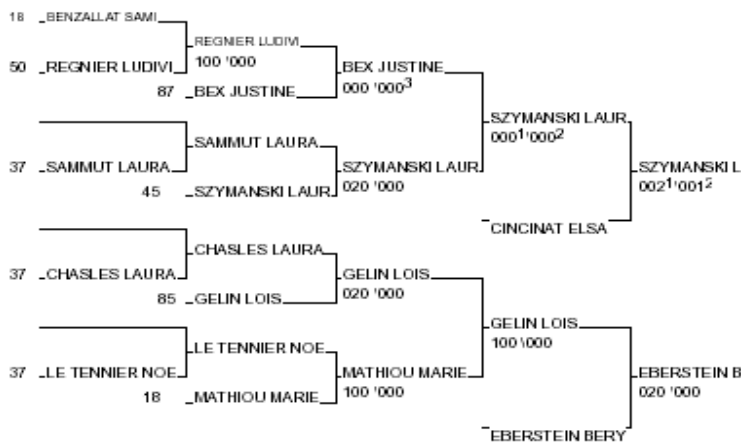 18 BENZALLAT SAMI
REGNIER LUDIVI
100 '000
50 REGNIER LUDIVI
BEX JUSTINE
000 '000³
87 BEX JUSTINE
SZYMANSKI LAUR
000¹'000²
SAMMUT LAURA
37 SAMMUT LAURA
SZYMANSKI LAUR
020 '000
SZYMANSKI L
002¹'001²
45 SZYMANSKI LAUR
CINCINAT ELSA
CHASLES LAURA
37 CHASLES LAURA
GELIN LOIS
020 '000
85 GELIN LOIS
GELIN LOIS
100 \000
LE TENNIER NOE
37 LE TENNIER NOE
MATHIOU MARIE
100 '000
EBERSTEIN B
020 '000
18 MATHIOU MARIE
EBERSTEIN BERY